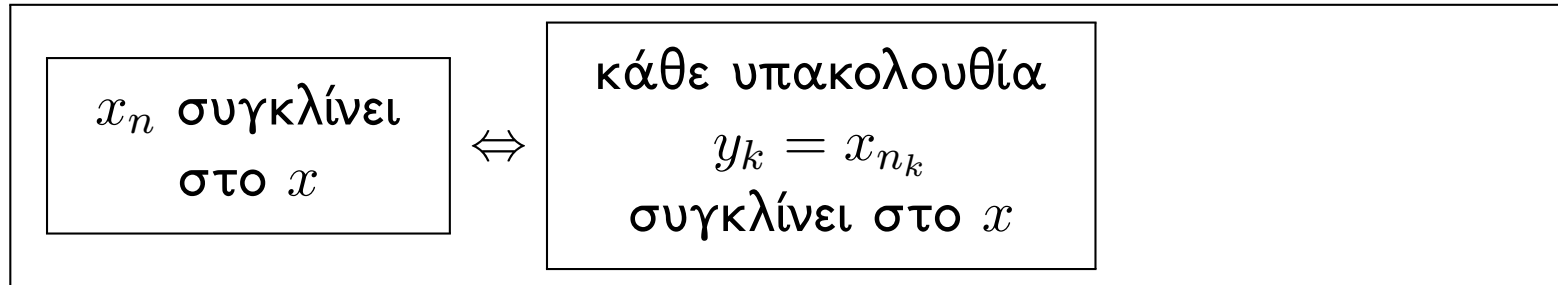 x_n συγκλίνει
στο x
⇔
κάθε υπακολουθία
y_k = x_{n_k}
συγκλίνει στο x